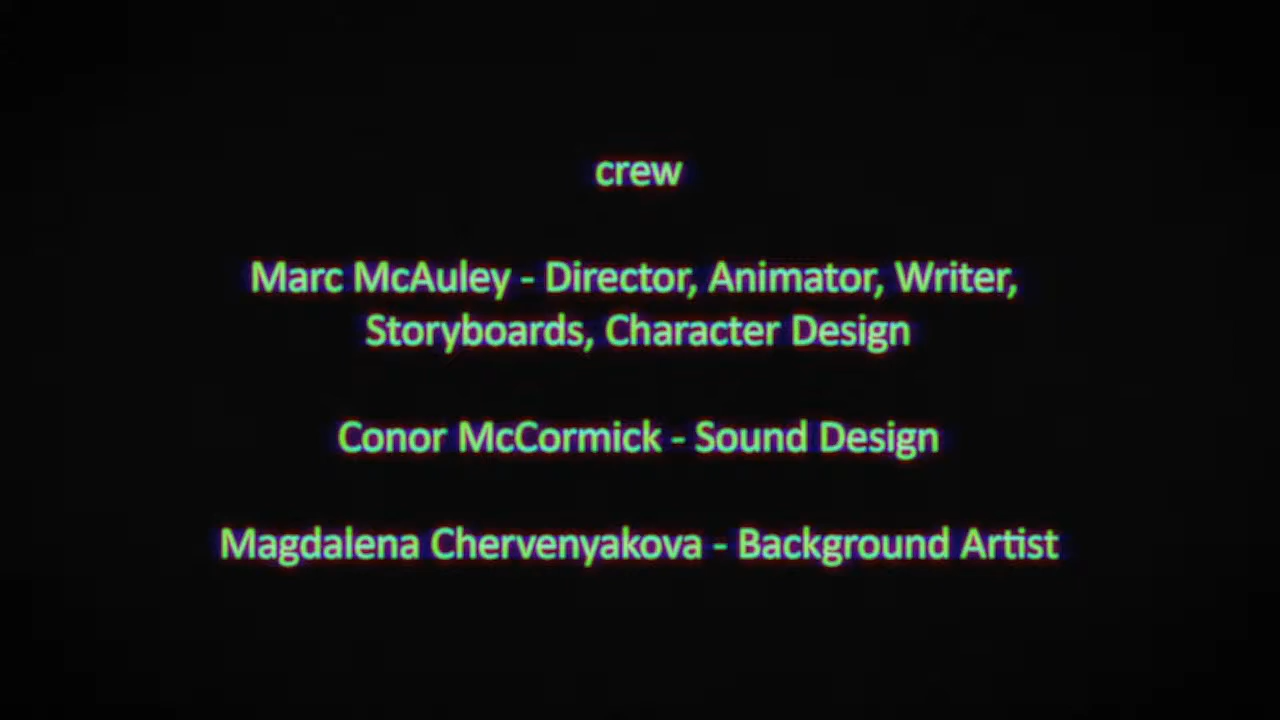 crew
Marc McAuley - Director, Animator, Writer,
Storyboards, Character Design
Conor McCormick - Sound Design
Magdalena Chervenyakova - Background Artist